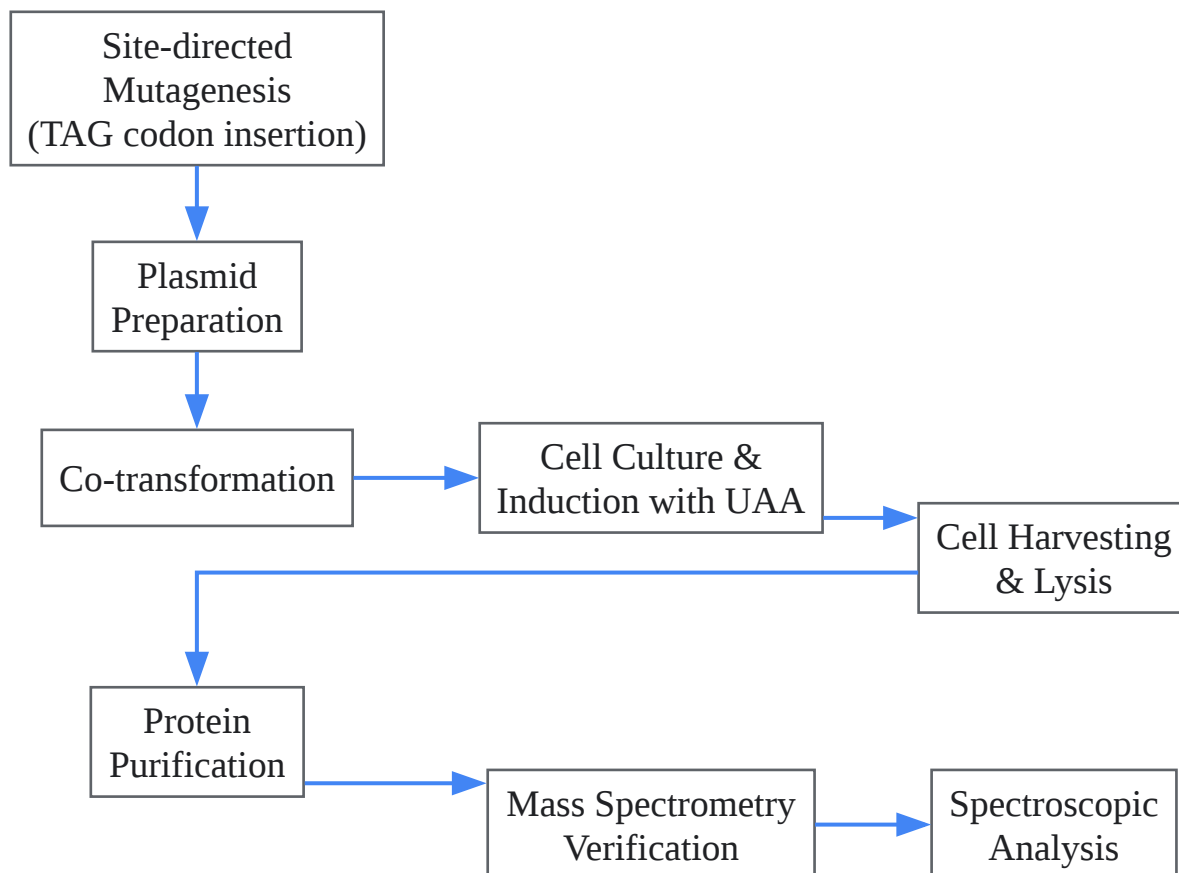 Site-directed
Mutagenesis
(TAG codon insertion)
Plasmid
Preparation
Co-transformation
Cell Culture &
Induction with UAA
Cell Harvesting
& Lysis
Protein
Purification
Mass Spectrometry
Verification
Spectroscopic
Analysis